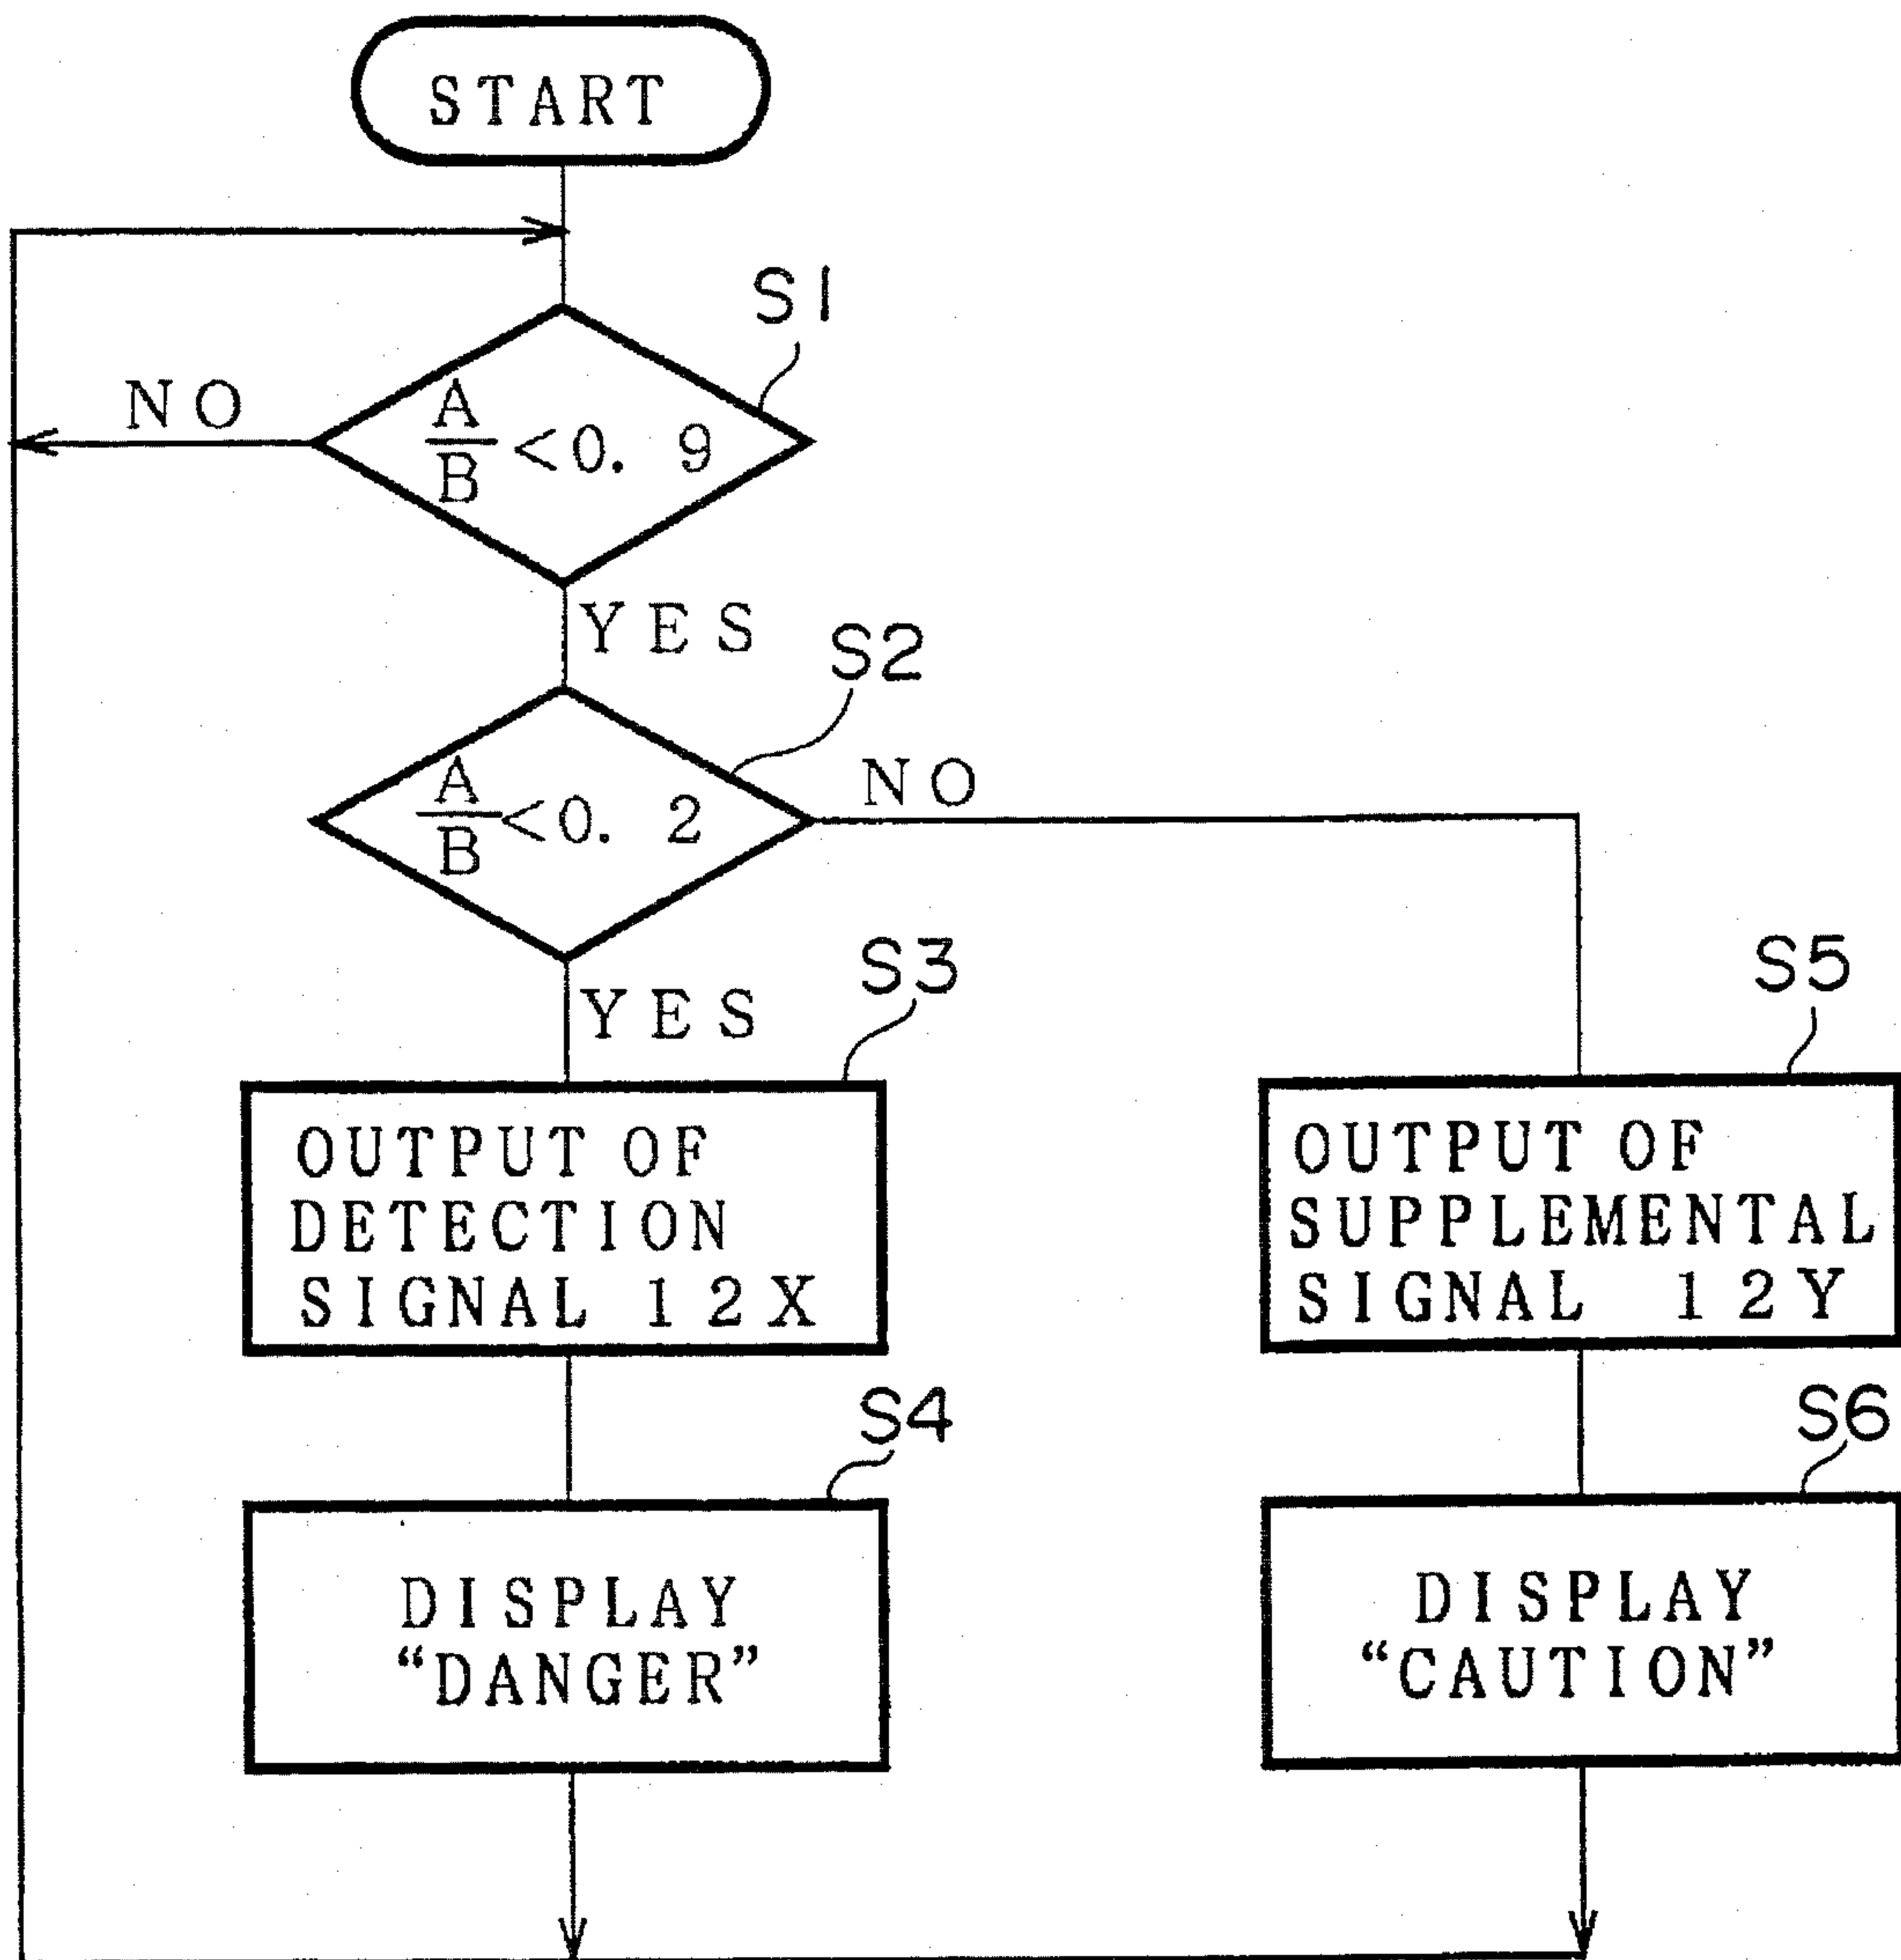 START
S1
NO
A/B <0. 9
YES
S2
A/B <0. 2
NO
YES
S3
S5
OUTPUT OF
DETECTION
SIGNAL 12X
OUTPUT OF
SUPPLEMENTAL
SIGNAL 12Y
S4
S6
DISPLAY
“DANGER”
DISPLAY
“CAUTION”